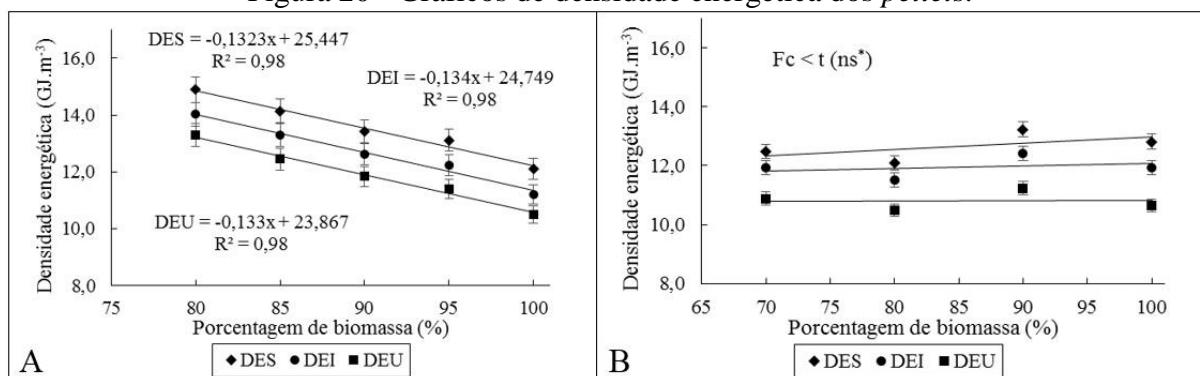 Figura 20 - Gráficos de densidade energética dos pellets.
Densidade energética (GJ.m⁻³)
16,0
14,0
12,0
10,0
8,0
DES = -0,1323x + 25,447
R² = 0,98
DEI = -0,134x + 24,749
R² = 0,98
DEU = -0,133x + 23,867
R² = 0,98
75 80 85 90 95 100
Porcentagem de biomassa (%)
DES DEI DEU
A
Densidade energética (GJ.m⁻³)
16,0
14,0
12,0
10,0
8,0
Fc < t (ns*)
65 70 75 80 85 90 95 100
Porcentagem de biomassa (%)
DES DEI DEU
B